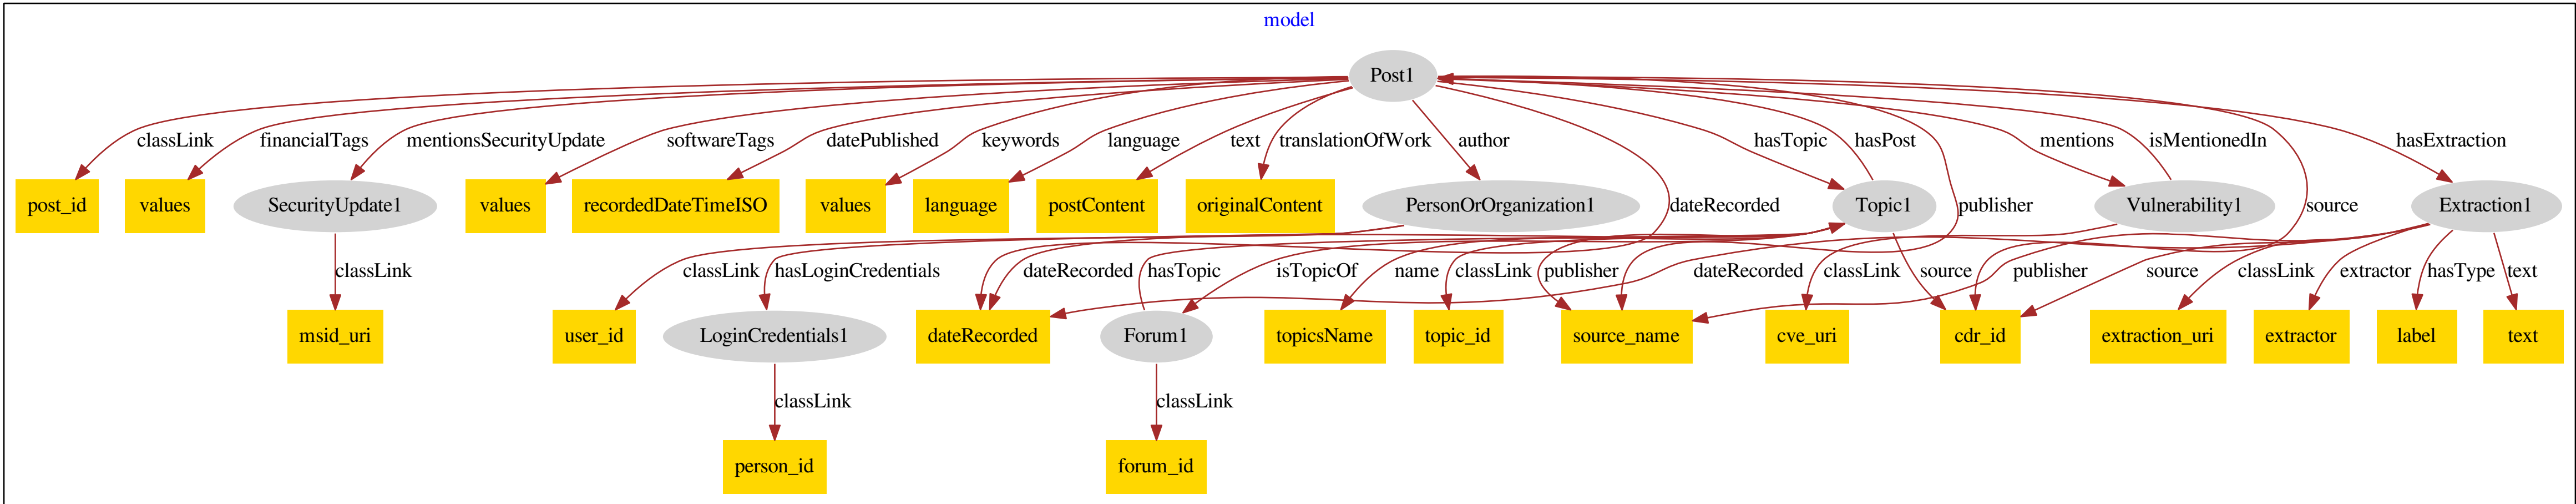 model
Post1
classLink
financialTags
mentionsSecurityUpdate
softwareTags
datePublished
keywords
language
text
translationOfWork
author
hasTopic
hasPost
mentions
isMentionedIn
hasExtraction
post_id
values
SecurityUpdate1
values
recordedDateTimeISO
values
language
postContent
originalContent
PersonOrOrganization1
dateRecorded
Topic1
publisher
Vulnerability1
source
Extraction1
classLink
classLink
hasLoginCredentials
dateRecorded
hasTopic
isTopicOf
name
classLink
publisher
dateRecorded
classLink
source
publisher
source
classLink
extractor
hasType
text
msid_uri
user_id
LoginCredentials1
dateRecorded
Forum1
topicsName
topic_id
source_name
cve_uri
cdr_id
extraction_uri
extractor
label
text
classLink
classLink
person_id
forum_id